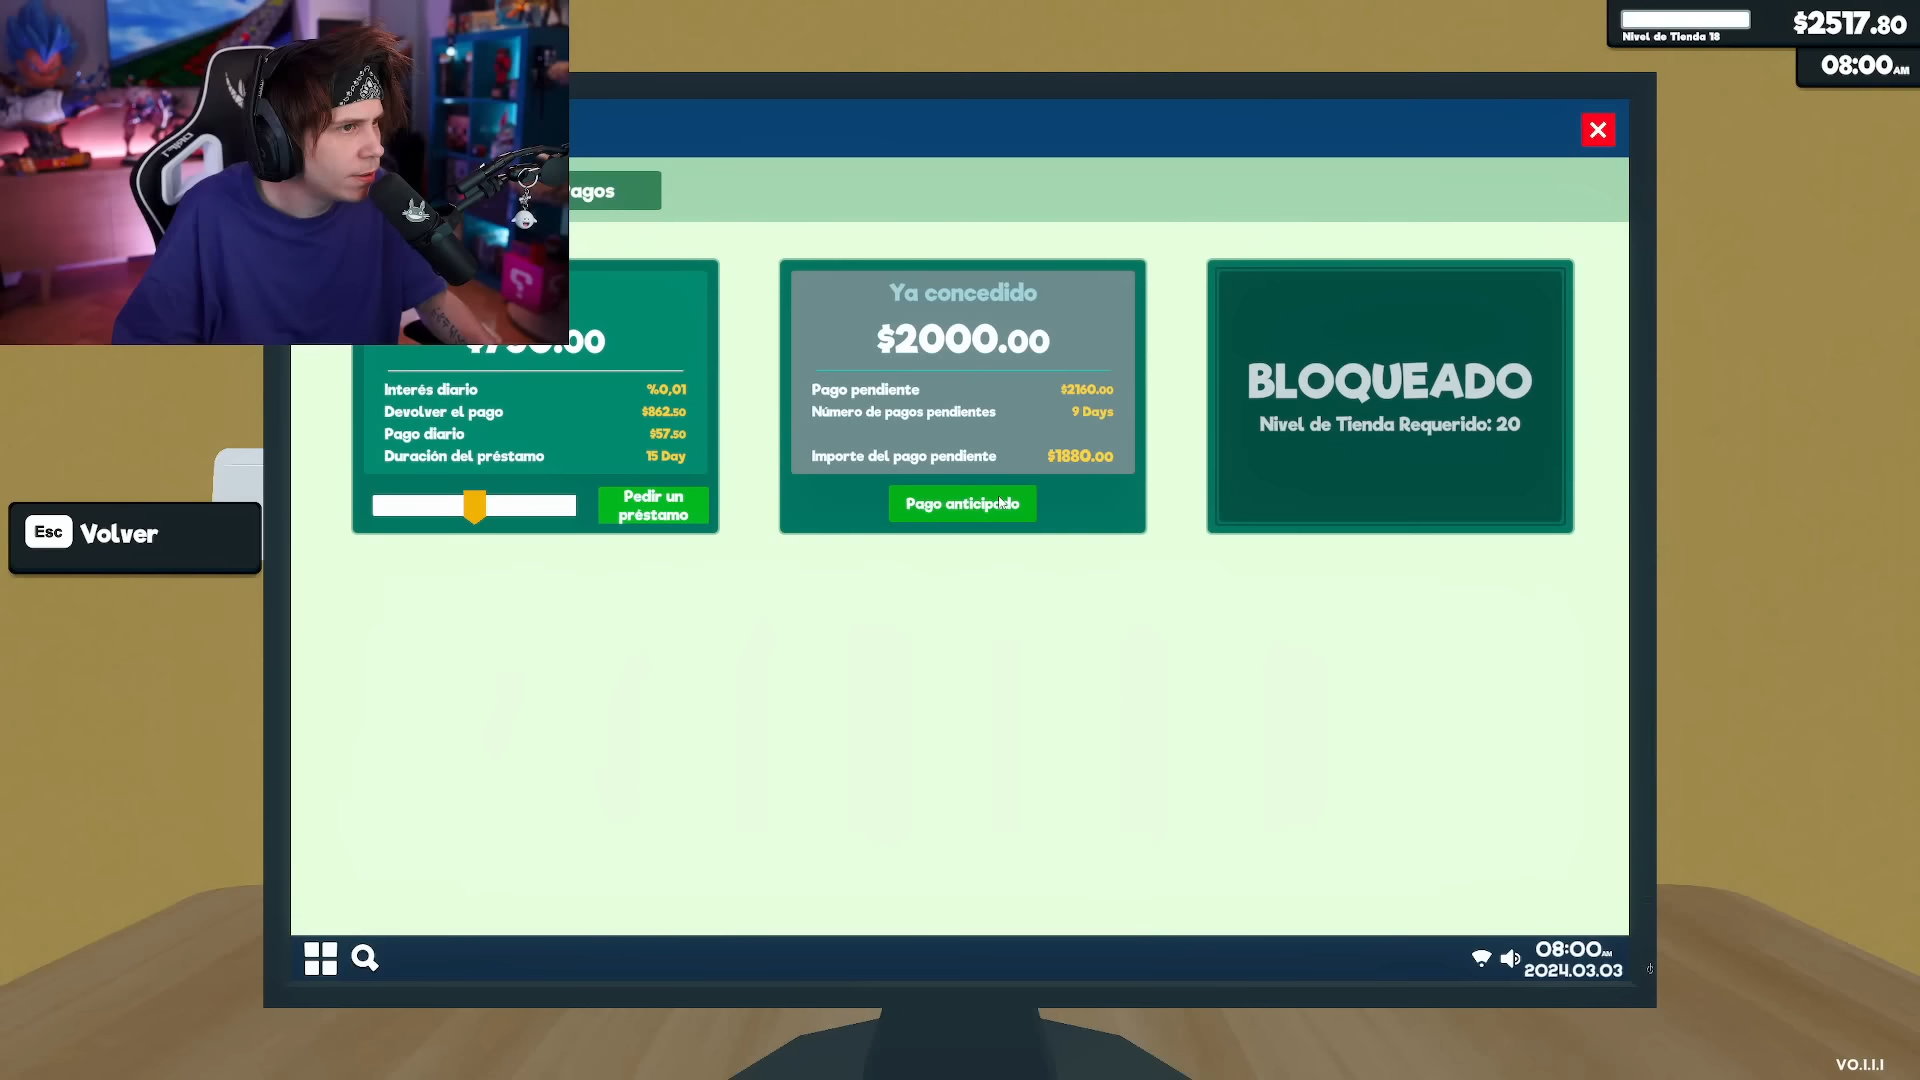 $2517.80
Nivel de Tienda 18
08:00AM
agos
Ya concedido
$2000.00
Interés diario %0,01
Devolver el pago $862.50
Pago diario $57.50
Duración del préstamo 15 Day
Pedir un
préstamo
Pago pendiente $2160.00
Número de pagos pendientes 9 Days
Importe del pago pendiente $1880.00
Pago anticipado
BLOQUEADO
Nivel de Tienda Requerido: 20
Esc Volver
08:00AM
2024.03.03
V0.1.1.1